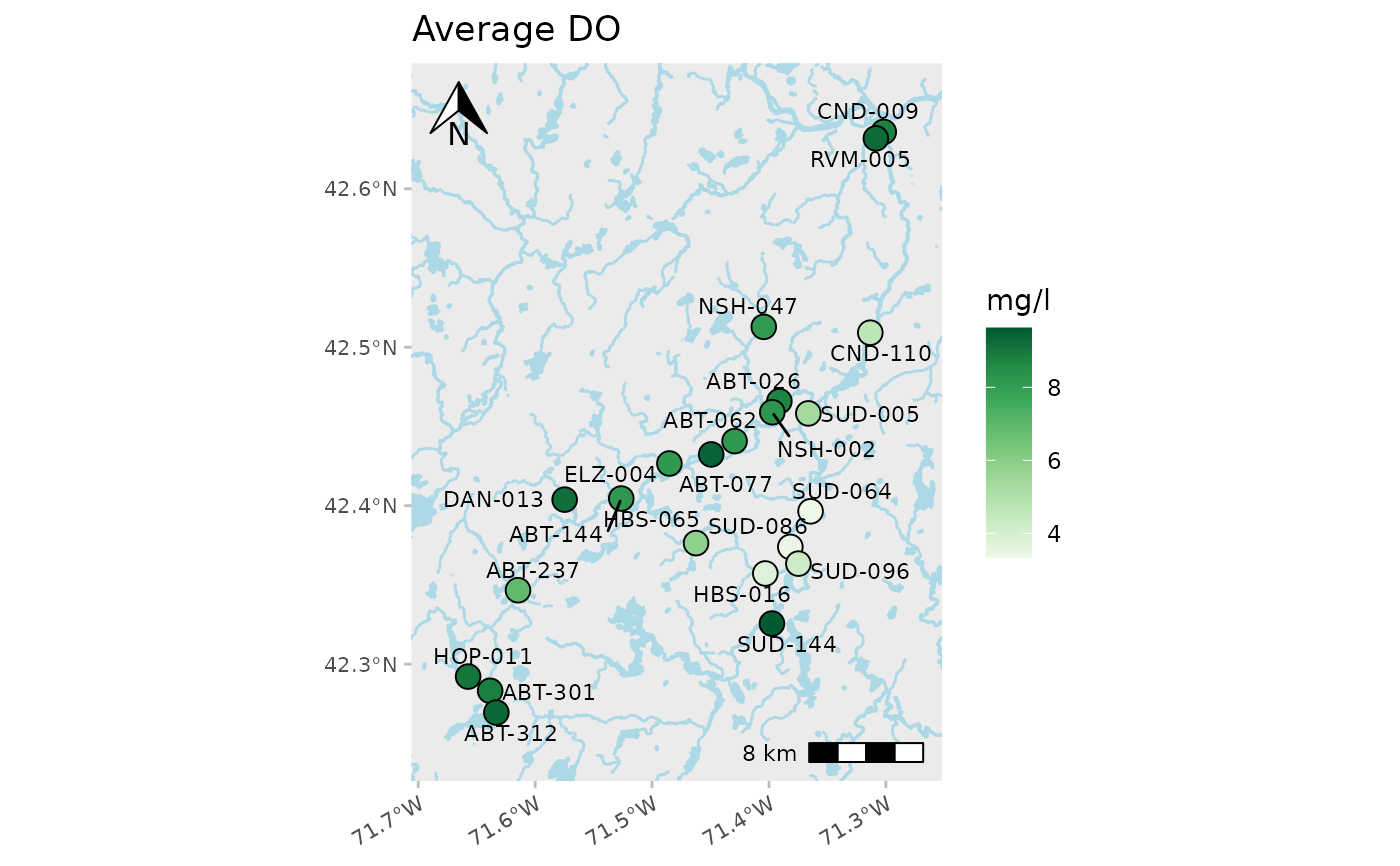 Average DO
N
CND-009
RVM-005
42.6°N
NSH-047
42.5°N
CND-110
ABT-026
SUD-005
ABT-062
NSH-002
ELZ-004
ABT-077
SUD-064
42.4°N
DAN-013
HBS-065
SUD-086
ABT-144
ABT-237
SUD-096
HBS-016
SUD-144
42.3°N
HOP-011
ABT-301
ABT-312
8 km
71.7°W
71.6°W
71.5°W
71.4°W
71.3°W
mg/l
8
6
4